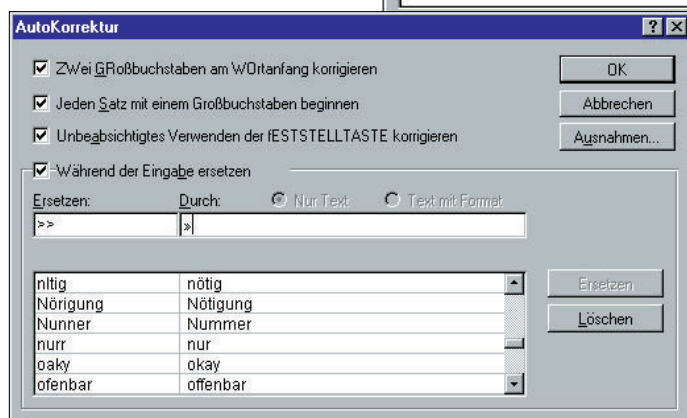 AutoKorrektur
ZWei GRoßbuchstaben am WOrtanfang korrigieren
OK
Jeden Satz mit einem Großbuchstaben beginnen
Abbrechen
Unbeabsichtigtes Verwenden der fESTSTELLTASTE korrigieren
Ausnahmen...
Während der Eingabe ersetzen
Ersetzen: Durch: Nur Text Text mit Format
>> »
nltig nötig
Ersetzen
Nörigung Nötigung
Nunner Nummer
Löschen
nurr nur
oaky okay
ofenbar offenbar